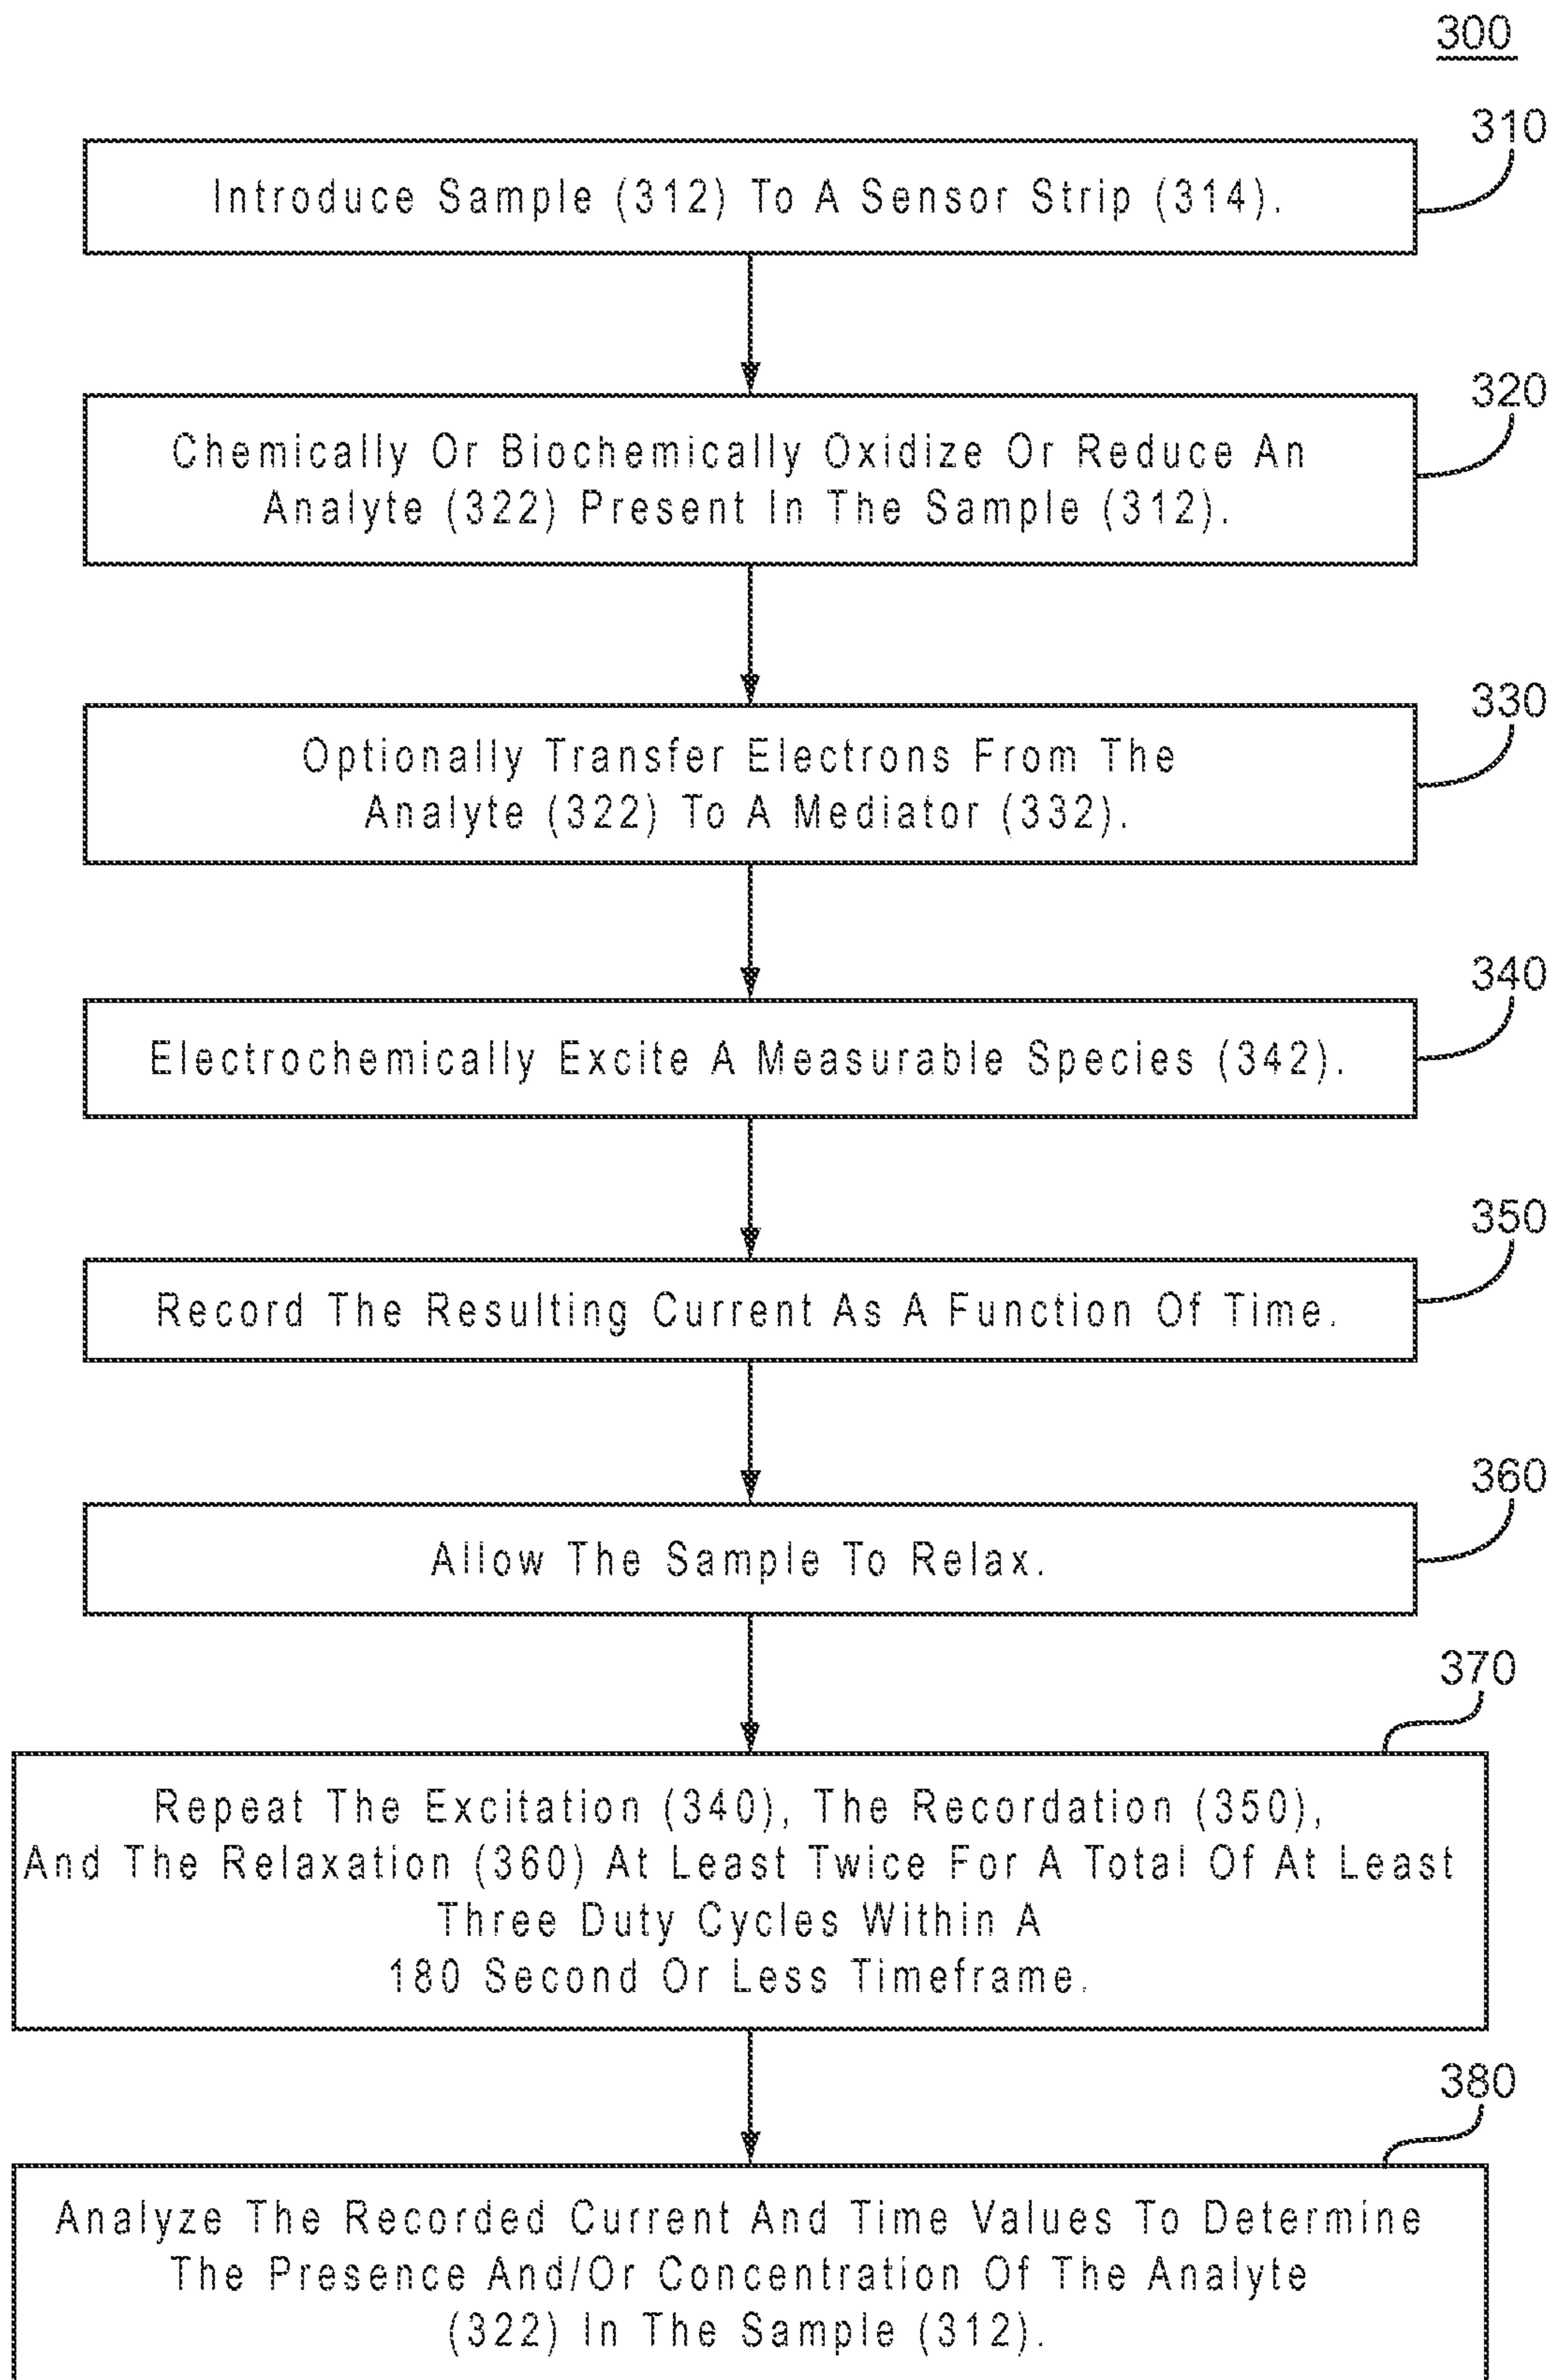 300
310
Introduce Sample (312) To A Sensor Strip (314).
320
Chemically Or Biochemically Oxidize Or Reduce An
Analyte (322) Present In The Sample (312).
330
Optionally Transfer Electrons From The
Analyte (322) To A Mediator (332).
340
Electrochemically Excite A Measurable Species (342).
350
Record The Resulting Current As A Function Of Time.
360
Allow The Sample To Relax.
370
Repeat The Excitation (340), The Recordation (350),
And The Relaxation (360) At Least Twice For A Total Of At Least
Three Duty Cycles Within A
180 Second Or Less Timeframe.
380
Analyze The Recorded Current And Time Values To Determine
The Presence And/Or Concentration Of The Analyte
(322) In The Sample (312).